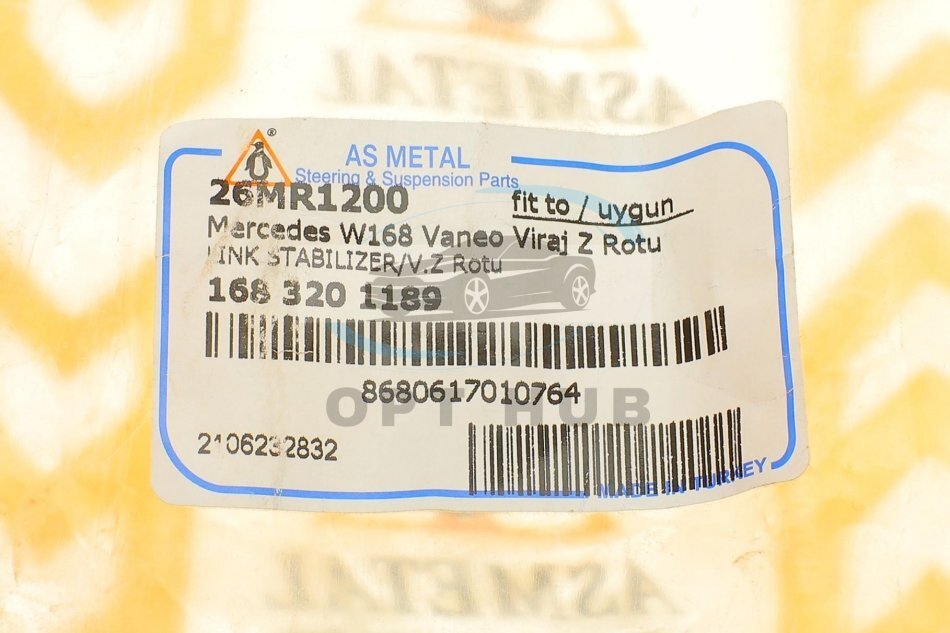 ASMETAL
®
AS METAL
Steering & Suspension Parts
26MR1200
fit to / uygun
Mercedes W168 Vaneo Viraj Z Rotu
LINK STABILIZER/V.Z Rotu
168 320 1189
8680617010764
OPT HUB
2106232832
MADE IN TURKEY
ASMETAL
ASMETAL